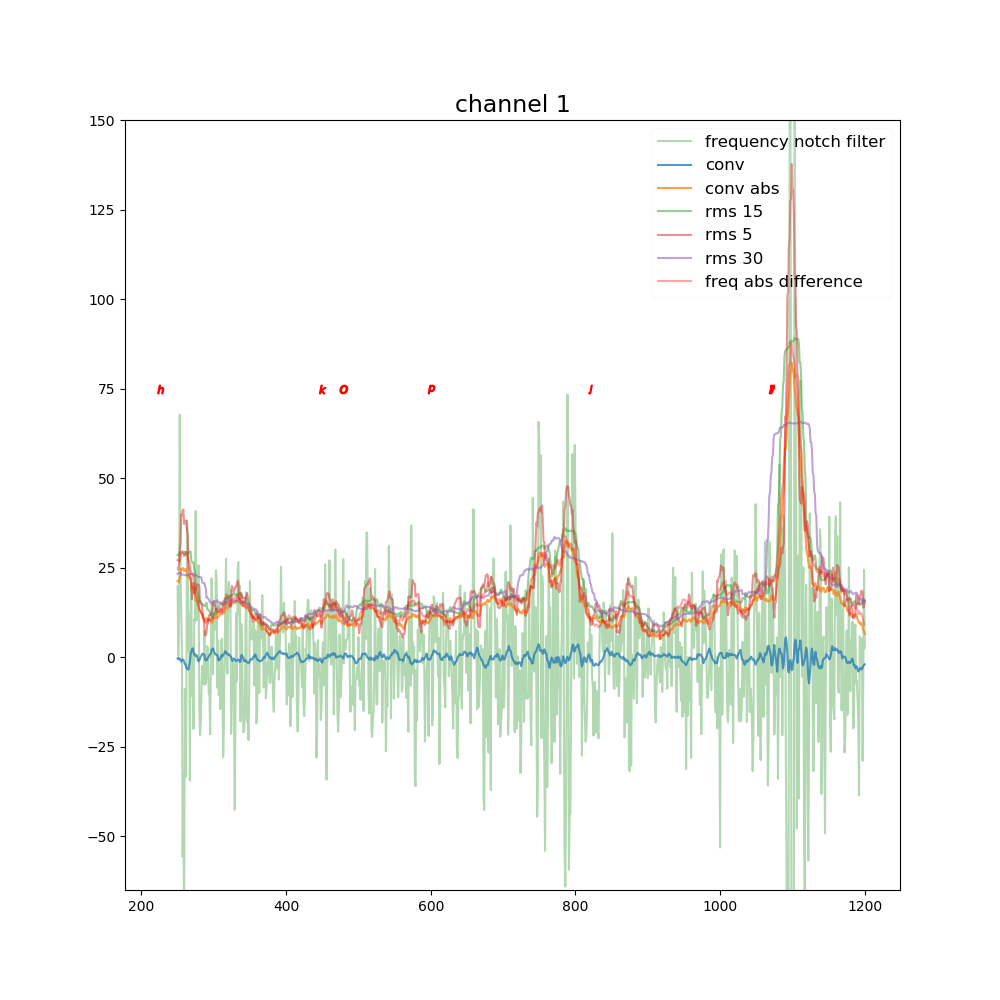 channel 1
150
125
100
75
50
25
0
−25
−50
frequency notch filter
conv
conv abs
rms 15
rms 5
rms 30
freq abs difference
h k O p j
200 400 600 800 1000 1200